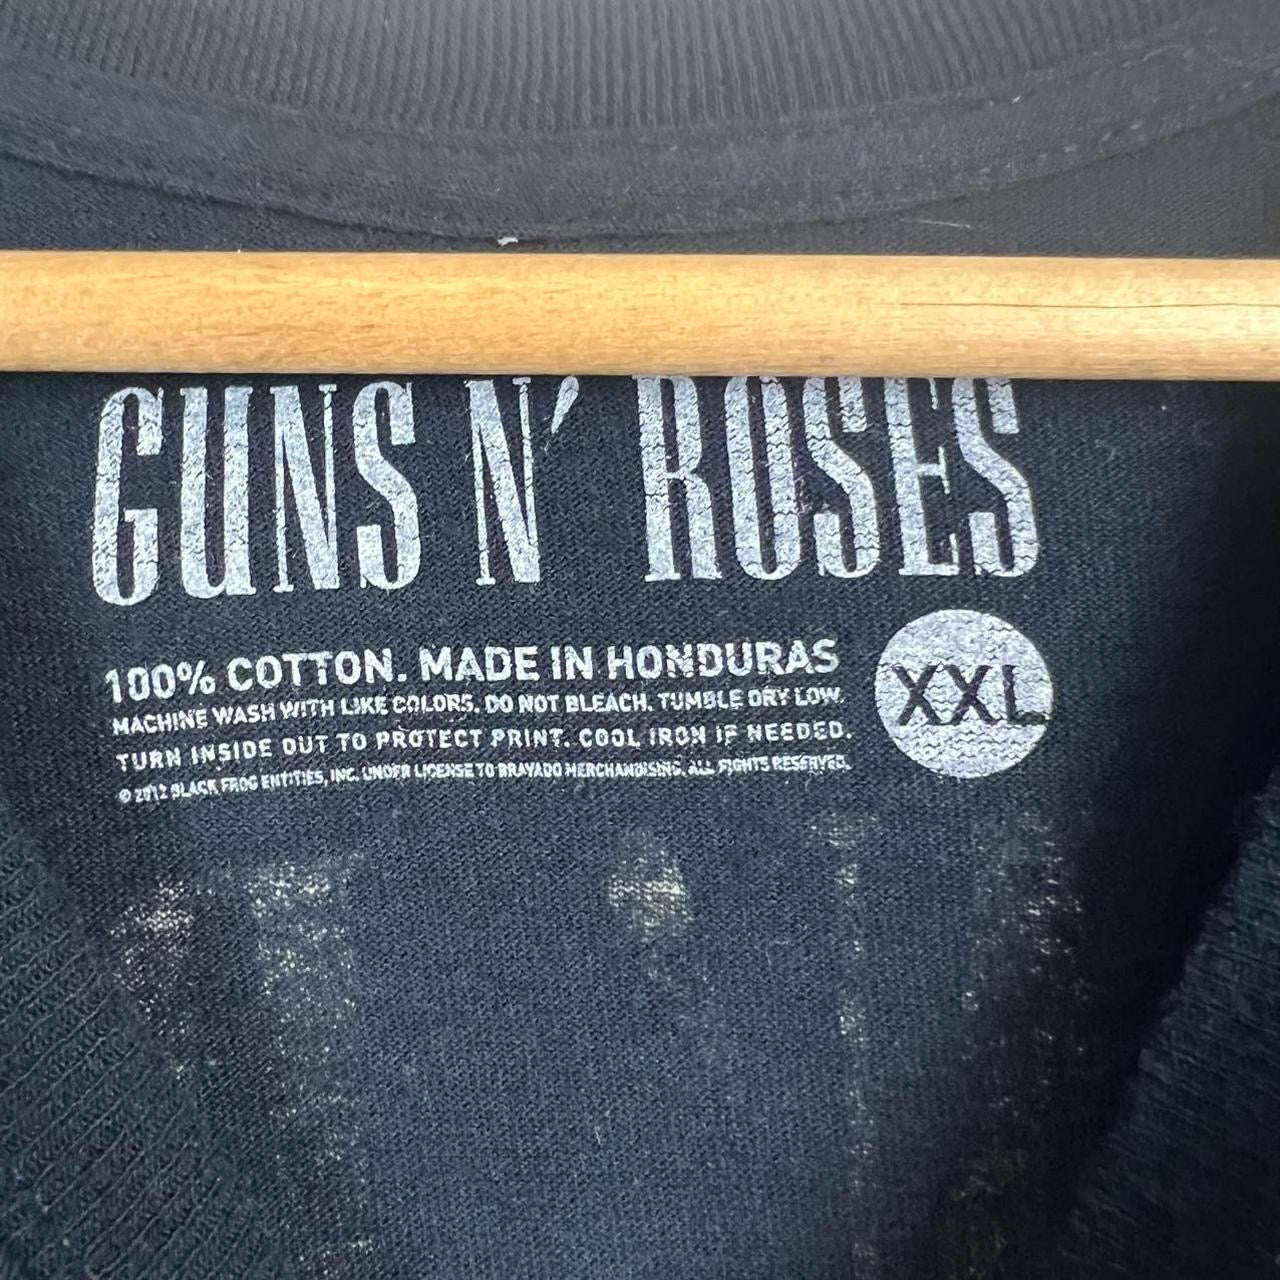 GUNS N' ROSES
100% COTTON. MADE IN HONDURAS
MACHINE WASH WITH LIKE COLORS. DO NOT BLEACH. TUMBLE DRY LOW.
TURN INSIDE OUT TO PROTECT PRINT. COOL IRON IF NEEDED.
© 2012 BLACK FROG ENTITIES, INC. UNDER LICENSE TO BRAVADO MERCHANDISING. ALL RIGHTS RESERVED.
XXL